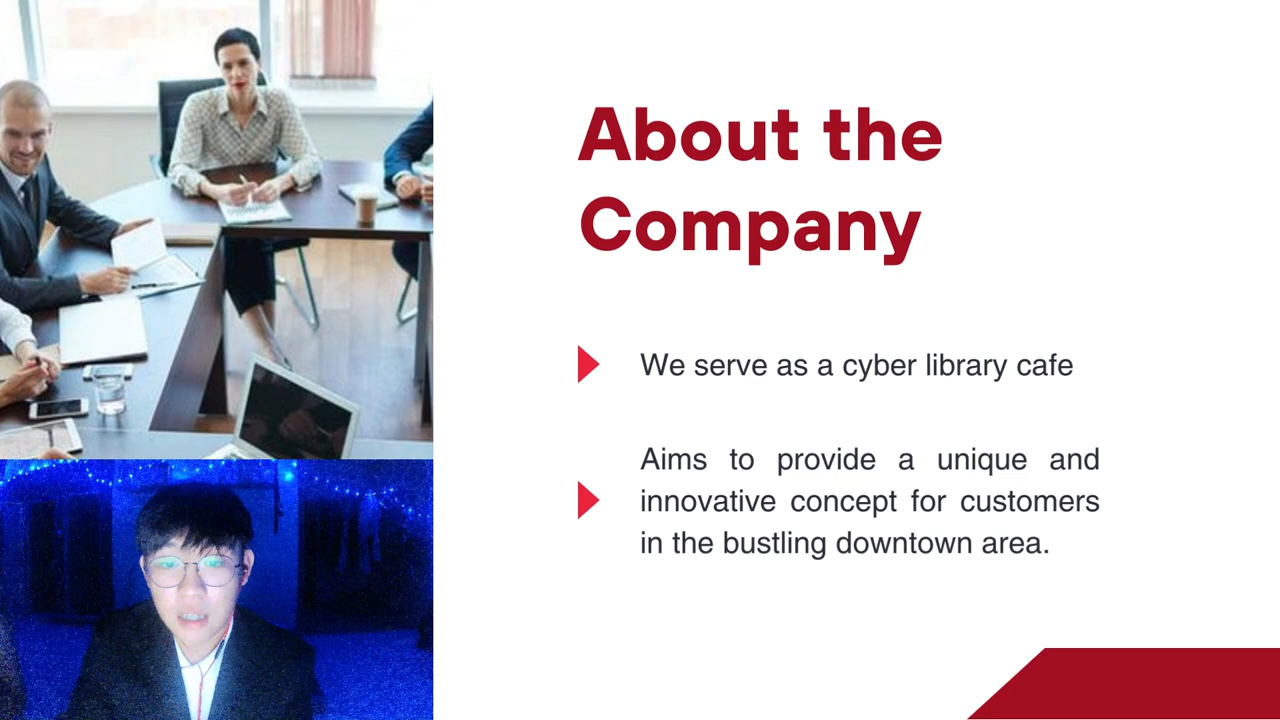 About the
Company
We serve as a cyber library cafe
Aims to provide a unique and
innovative concept for customers
in the bustling downtown area.